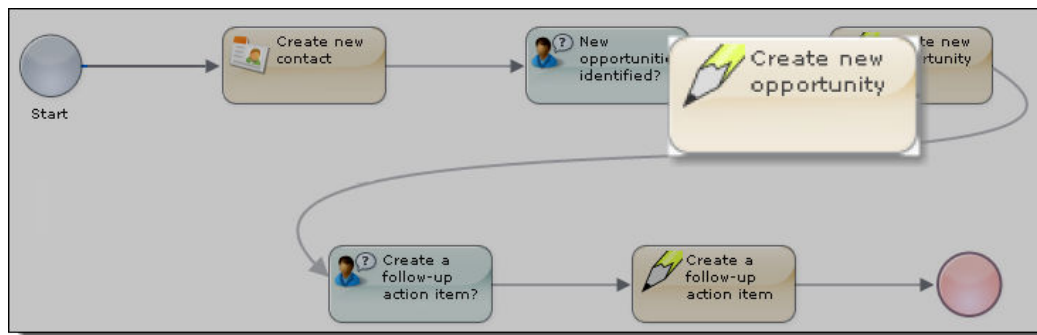 Start
Create new
contact
New
opportunitie
identified?
Create new
opportunity
te new
rtunity
Create a
follow-up
action item?
Create a
follow-up
action item